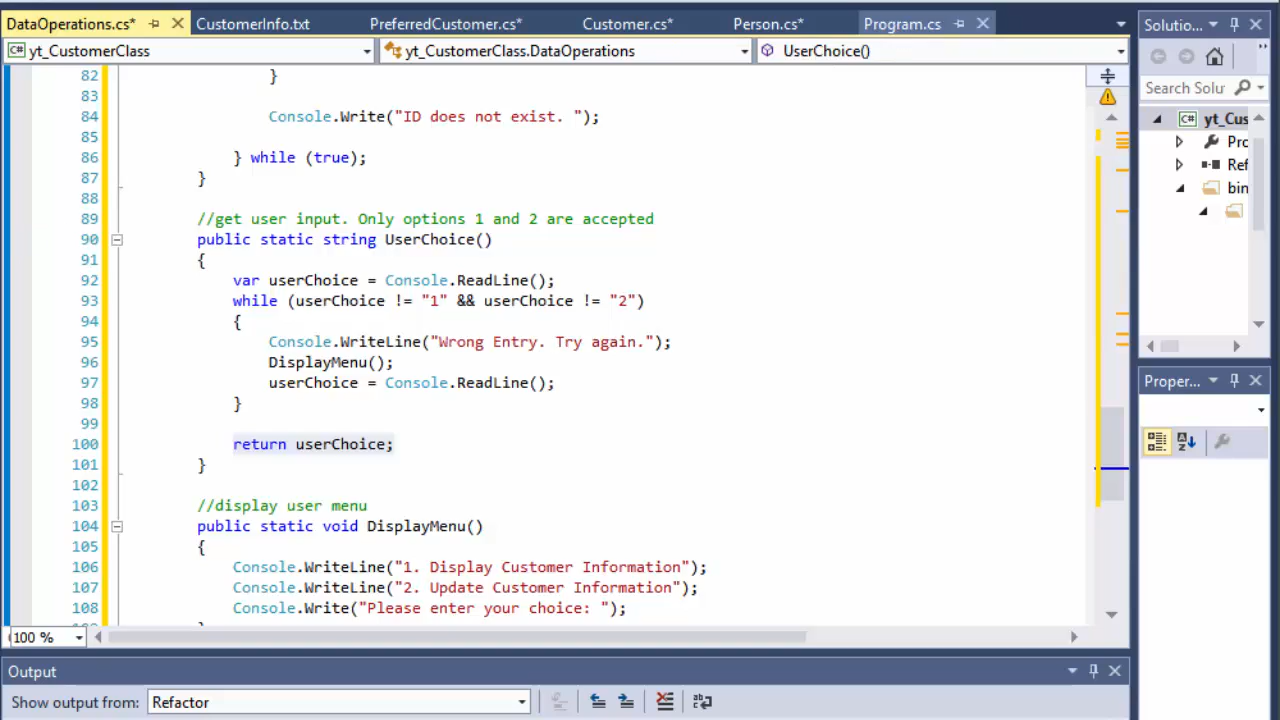 DataOperations.cs* CustomerInfo.txt PreferredCustomer.cs* Customer.cs* Person.cs* Program.cs Solutio...
C# yt_CustomerClass yt_CustomerClass.DataOperations UserChoice()
Search Solu
C# yt_Cus
Pro
Ref
bin
82 }
83
84 Console.Write("ID does not exist. ");
85
86 } while (true);
87 }
88
89 //get user input. Only options 1 and 2 are accepted
90 public static string UserChoice()
91 {
92 var userChoice = Console.ReadLine();
93 while (userChoice != "1" && userChoice != "2")
94 {
95 Console.WriteLine("Wrong Entry. Try again.");
96 DisplayMenu();
97 userChoice = Console.ReadLine();
98 }
99
100 return userChoice;
101 }
102
103 //display user menu
104 public static void DisplayMenu()
105 {
106 Console.WriteLine("1. Display Customer Information");
107 Console.WriteLine("2. Update Customer Information");
108 Console.Write("Please enter your choice: ");
Proper...
100 %
Output
Show output from: Refactor